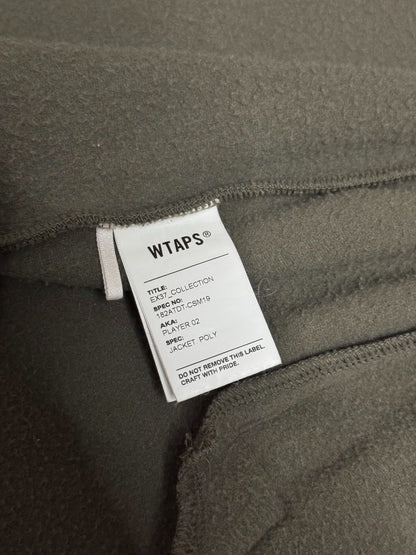 WTAPS®
TITLE:
EX37_COLLECTION
SPEC NO:
182ATDT-CSM19
AKA:
PLAYER 02
SPEC:
JACKET. POLY
DO NOT REMOVE THIS LABEL.
CRAFT WITH PRIDE.